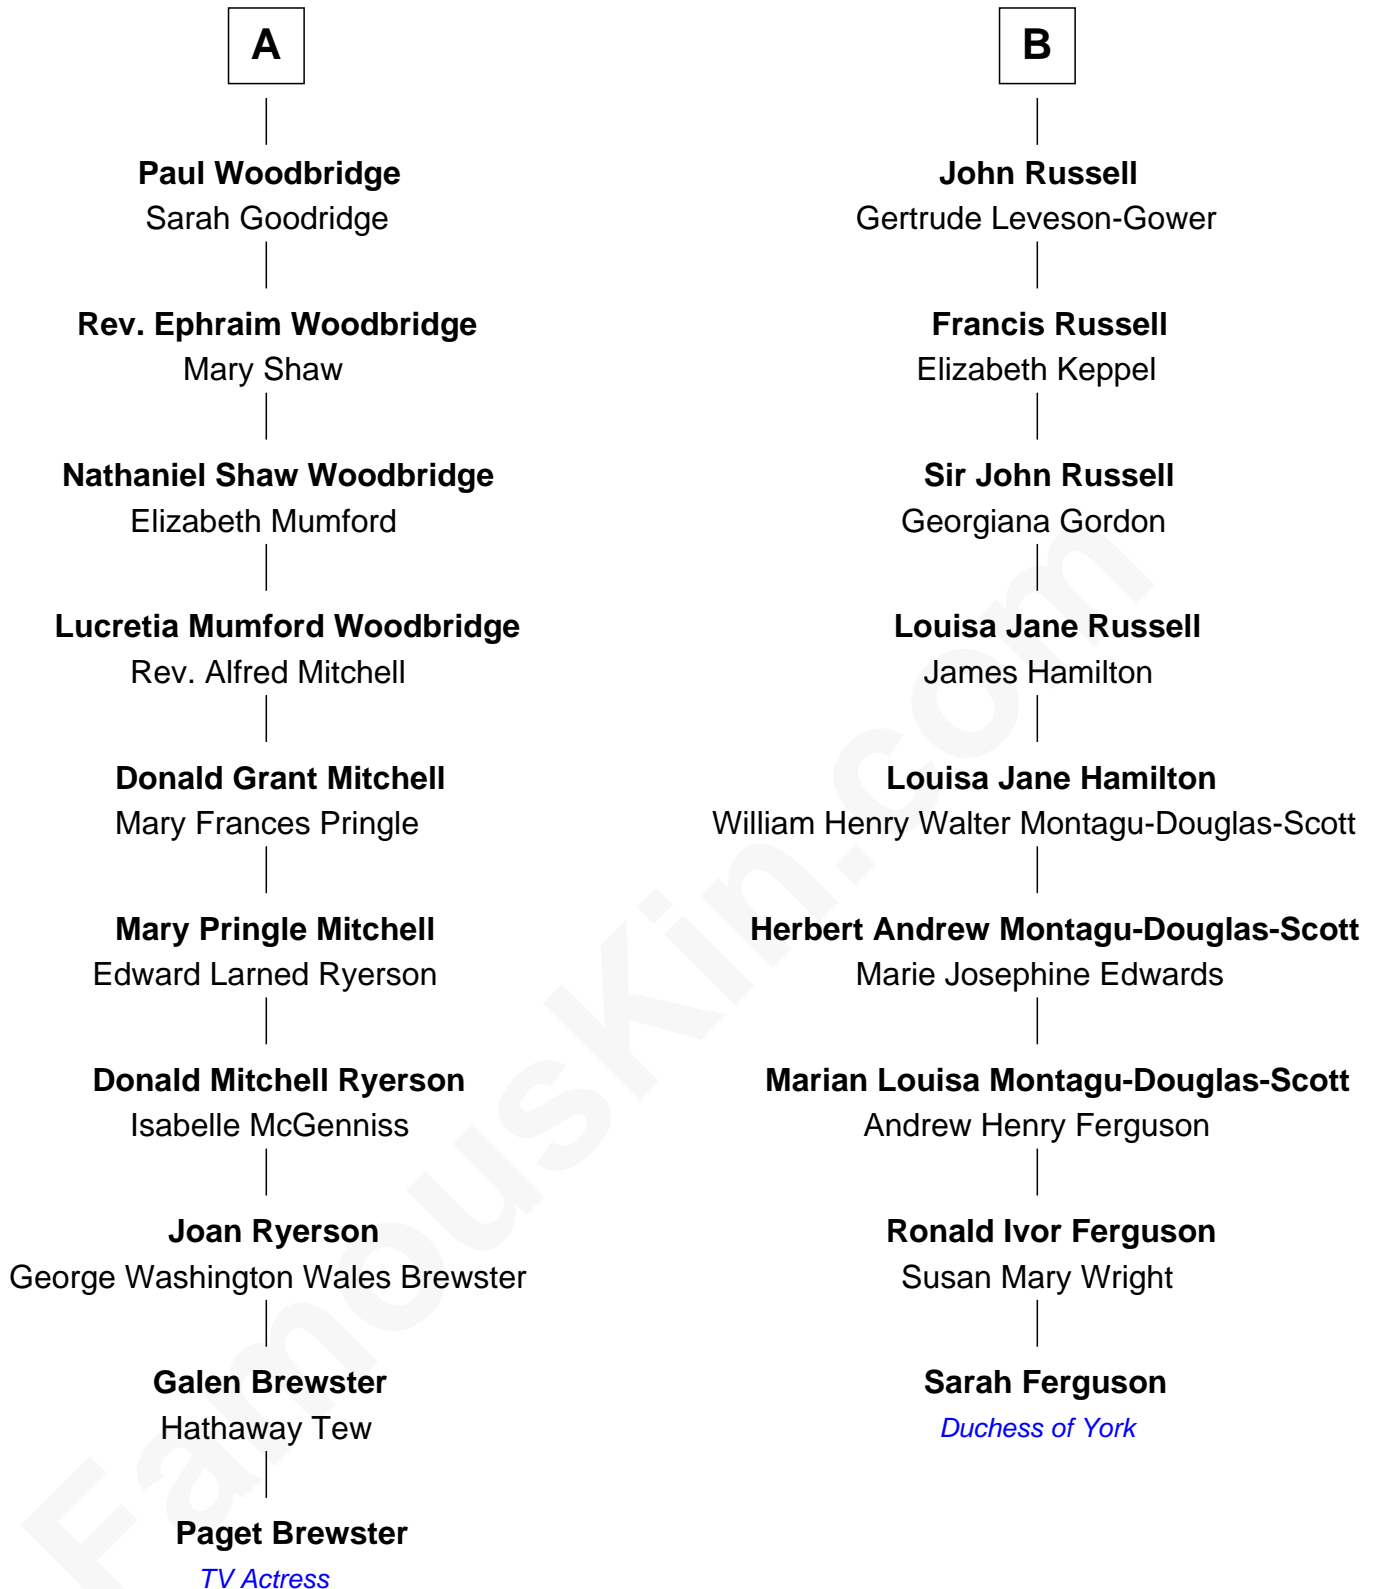 A
Paul Woodbridge
Sarah Goodridge
Rev. Ephraim Woodbridge
Mary Shaw
Nathaniel Shaw Woodbridge
Elizabeth Mumford
Lucretia Mumford Woodbridge
Rev. Alfred Mitchell
Donald Grant Mitchell
Mary Frances Pringle
Mary Pringle Mitchell
Edward Larned Ryerson
Donald Mitchell Ryerson
Isabelle McGenniss
Joan Ryerson
George Washington Wales Brewster
Galen Brewster
Hathaway Tew
Paget Brewster
TV Actress
B
John Russell
Gertrude Leveson-Gower
Francis Russell
Elizabeth Keppel
Sir John Russell
Georgiana Gordon
Louisa Jane Russell
James Hamilton
Louisa Jane Hamilton
William Henry Walter Montagu-Douglas-Scott
Herbert Andrew Montagu-Douglas-Scott
Marie Josephine Edwards
Marian Louisa Montagu-Douglas-Scott
Andrew Henry Ferguson
Ronald Ivor Ferguson
Susan Mary Wright
Sarah Ferguson
Duchess of York
FamousKin.com